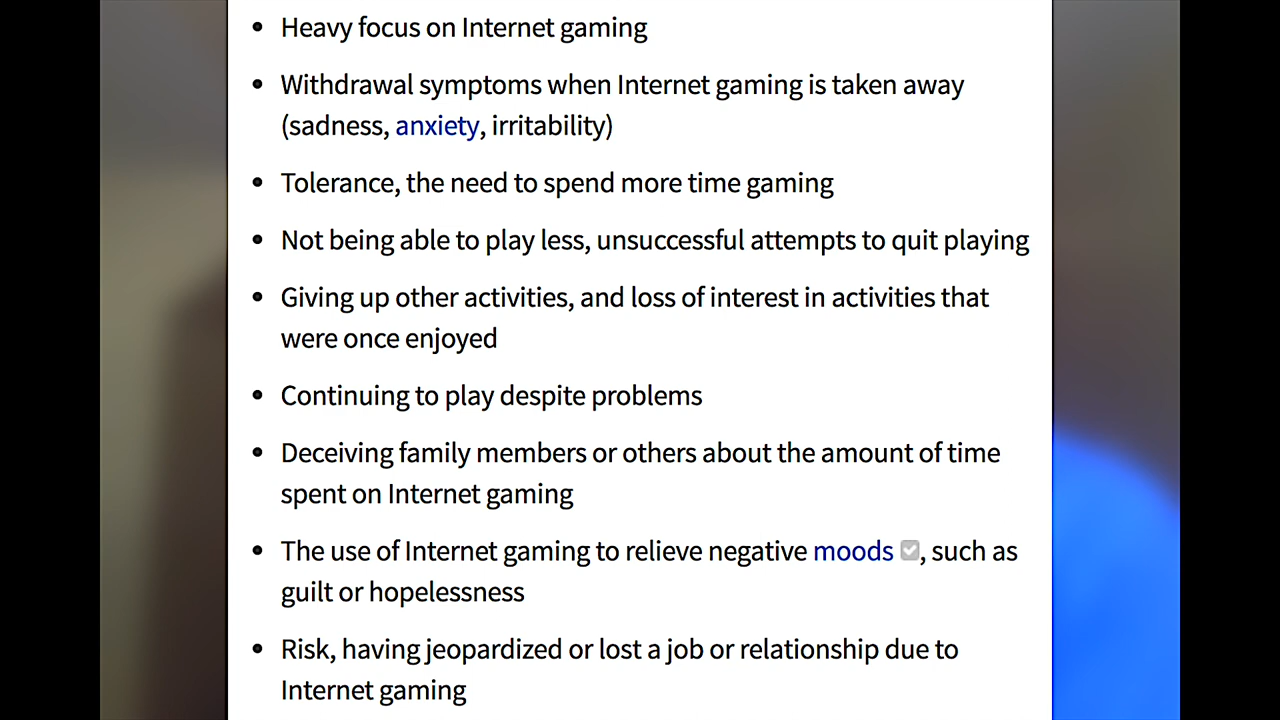 • Heavy focus on Internet gaming
• Withdrawal symptoms when Internet gaming is taken away
(sadness, anxiety, irritability)
• Tolerance, the need to spend more time gaming
• Not being able to play less, unsuccessful attempts to quit playing
• Giving up other activities, and loss of interest in activities that
were once enjoyed
• Continuing to play despite problems
• Deceiving family members or others about the amount of time
spent on Internet gaming
• The use of Internet gaming to relieve negative moods, such as
guilt or hopelessness
• Risk, having jeopardized or lost a job or relationship due to
Internet gaming